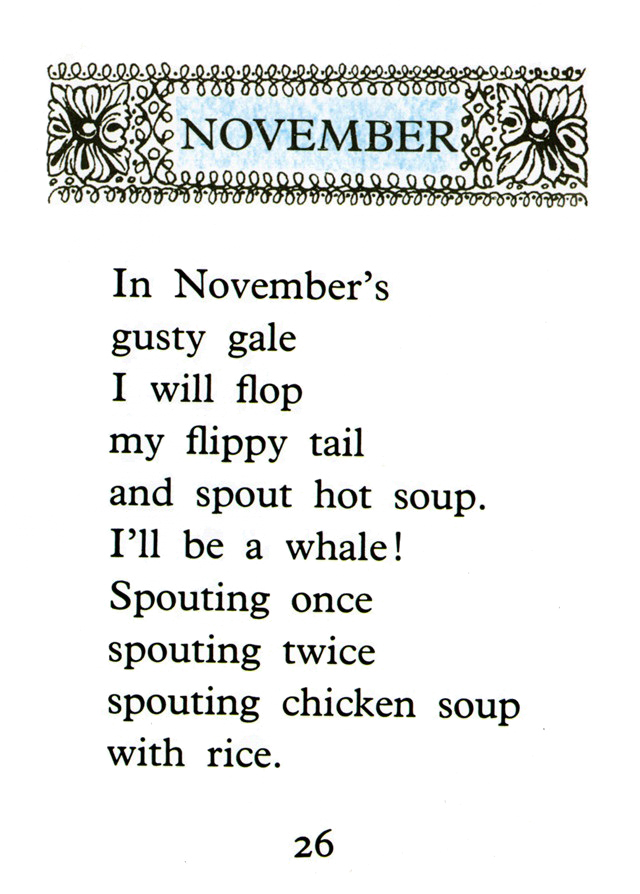 NOVEMBER
In November's
gusty gale
I will flop
my flippy tail
and spout hot soup.
I'll be a whale!
Spouting once
spouting twice
spouting chicken soup
with rice.
26